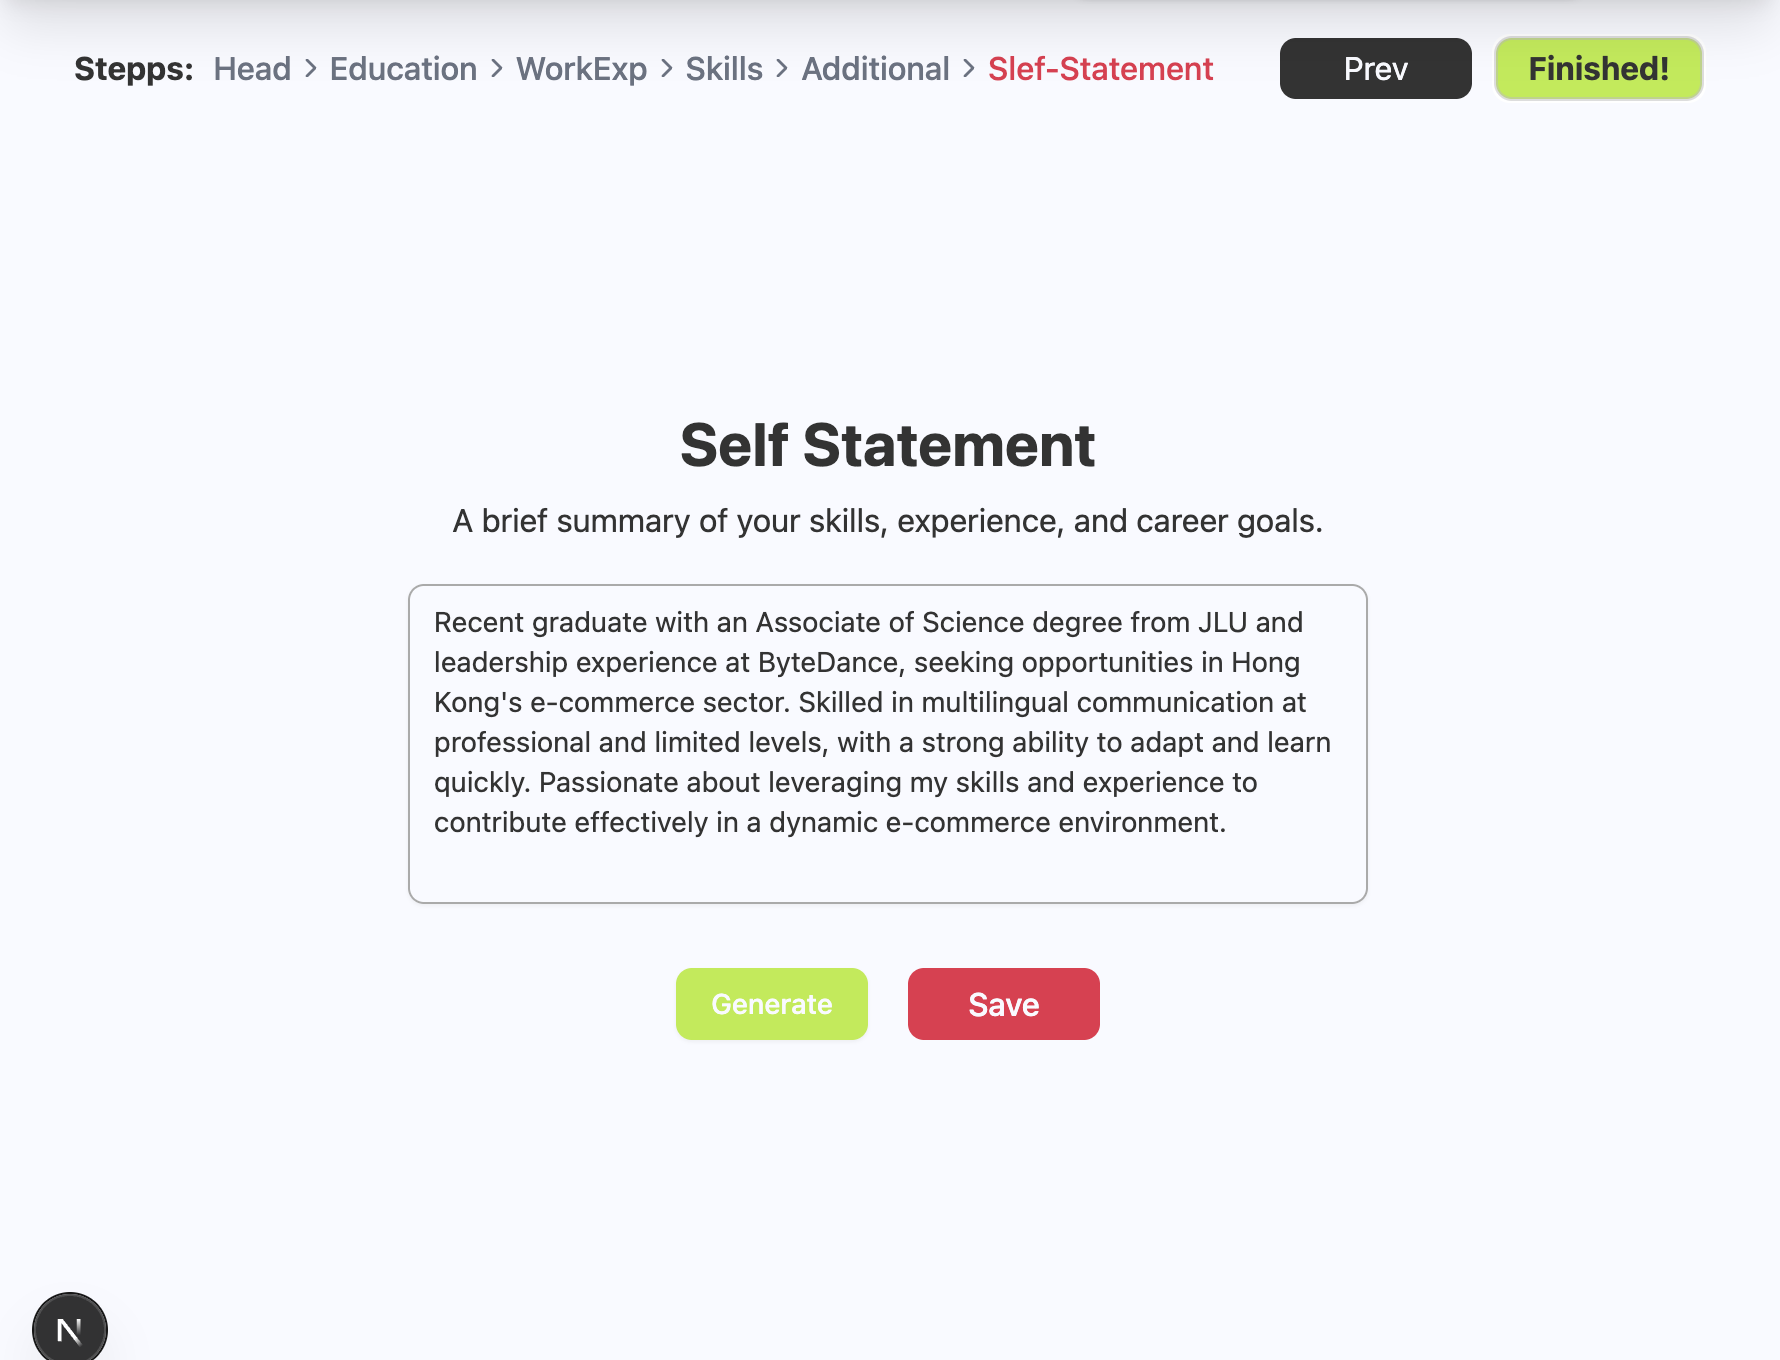 Stepps: Head > Education > WorkExp > Skills > Additional > Slef-Statement Prev Finished!
Self Statement
A brief summary of your skills, experience, and career goals.
Recent graduate with an Associate of Science degree from JLU and
leadership experience at ByteDance, seeking opportunities in Hong
Kong's e-commerce sector. Skilled in multilingual communication at
professional and limited levels, with a strong ability to adapt and learn
quickly. Passionate about leveraging my skills and experience to
contribute effectively in a dynamic e-commerce environment.
Generate Save
N